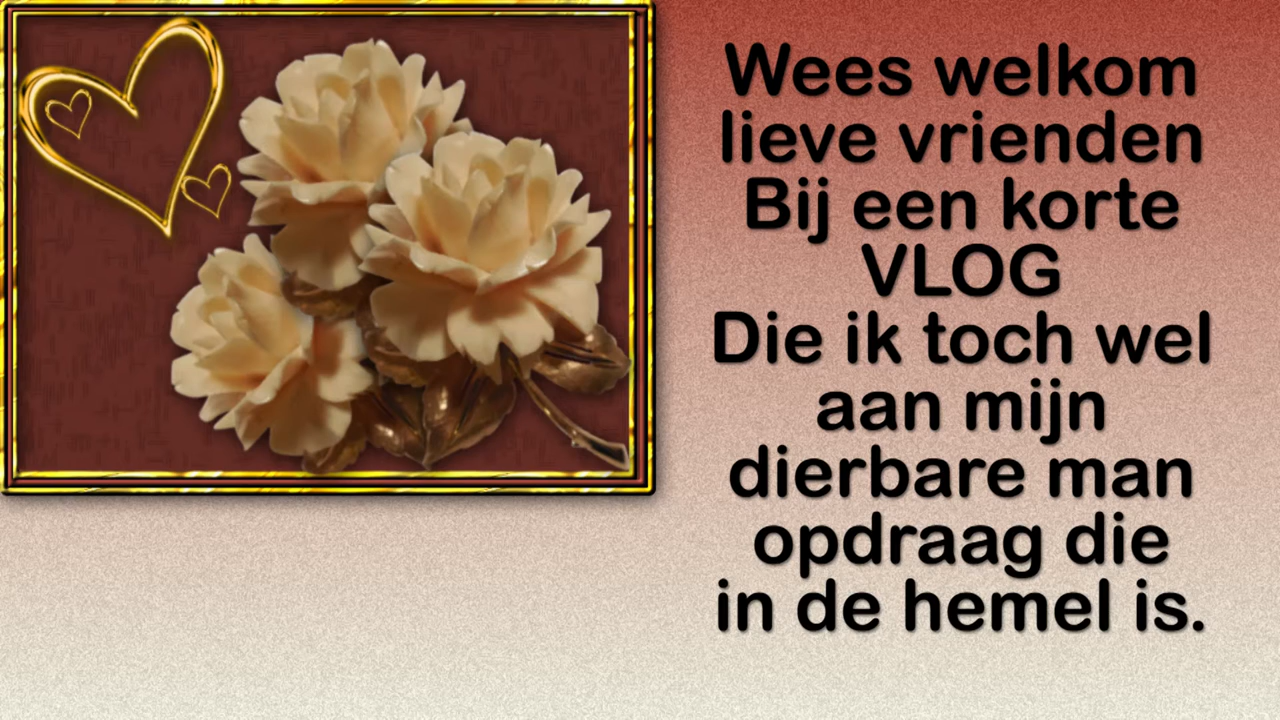 Wees welkom
lieve vrienden
Bij een korte
VLOG
Die ik toch wel
aan mijn
dierbare man
opdraag die
in de hemel is.